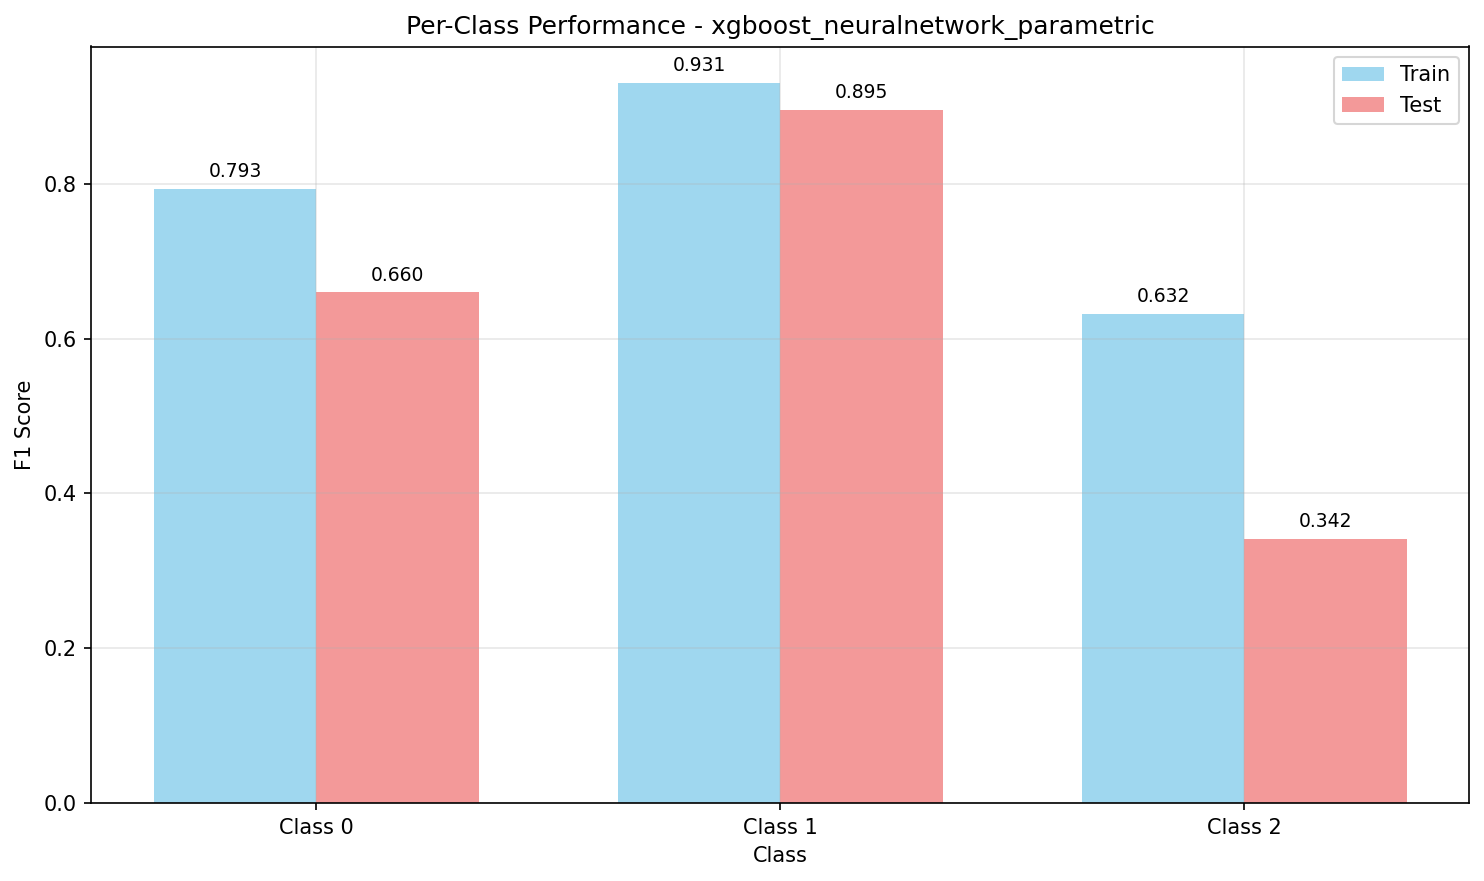 Per-Class Performance - xgboost_neuralnetwork_parametric
Train
Test
0.931
0.895
0.793
0.660
0.632
0.342
F1 Score
0.8
0.6
0.4
0.2
0.0
Class 0
Class 1
Class 2
Class